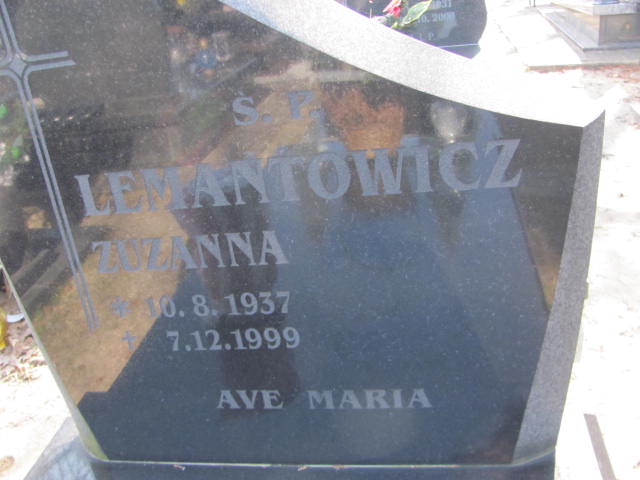 S. P.
LEMANTOWICZ
ZUZANNA
* 10.8.1937
+ 7.12.1999
AVE MARIA